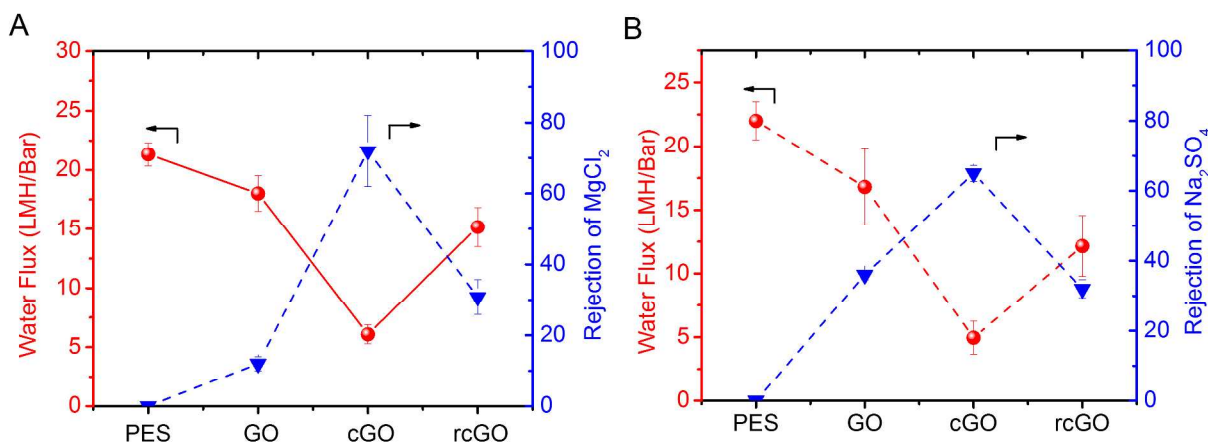 A
30
25
20
15
10
5
0
Water Flux (LMH/Bar)
PES
GO
cGO
rcGO
100
80
60
40
20
0
Rejection of MgCl₂
B
25
20
15
10
5
0
Water Flux (LMH/Bar)
PES
GO
cGO
rcGO
100
80
60
40
20
0
Rejection of Na₂SO₄